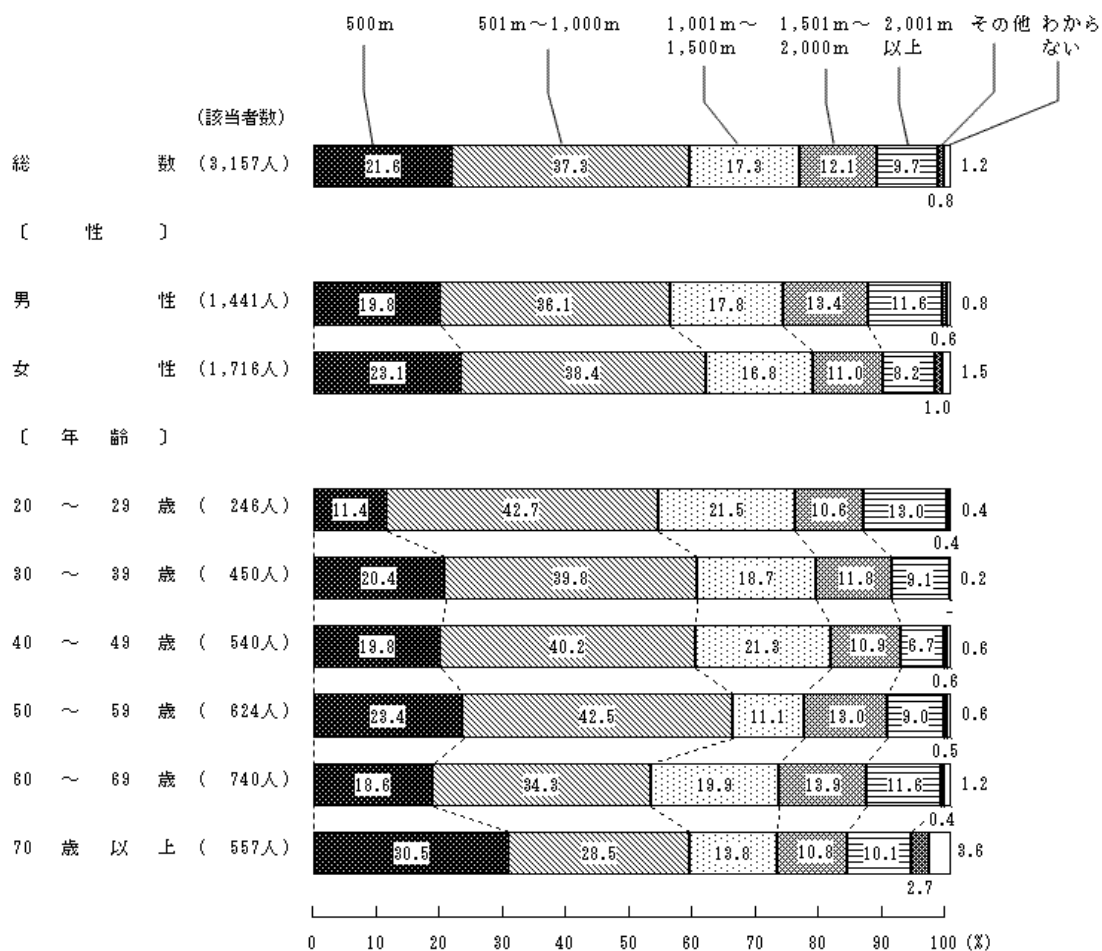 500m 501m～1,000m 1,001m～ 1,501m～ 2,001m その他 わから
1,500m 2,000m 以上 ない
(該当者数)
総 数 (3,157人) 21.6 37.3 17.3 12.1 9.7 1.2
0.8
〔 性 〕
男 性 (1,441人) 19.8 36.1 17.8 13.4 11.6 0.8
0.6
女 性 (1,716人) 23.1 38.4 16.8 11.0 8.2 1.5
1.0
〔 年 齢 〕
20 ～ 29 歳 ( 246人) 11.4 42.7 21.5 10.6 13.0 0.4
0.4
30 ～ 39 歳 ( 450人) 20.4 39.8 18.7 11.8 9.1 0.2
-
40 ～ 49 歳 ( 540人) 19.8 40.2 21.3 10.9 6.7 0.6
0.6
50 ～ 59 歳 ( 624人) 23.4 42.5 11.1 13.0 9.0 0.6
0.5
60 ～ 69 歳 ( 740人) 18.6 34.3 19.9 13.9 11.6 1.2
0.4
70 歳 以 上 ( 557人) 30.5 28.5 13.8 10.8 10.1 3.6
2.7
0 10 20 30 40 50 60 70 80 90 100 (%)